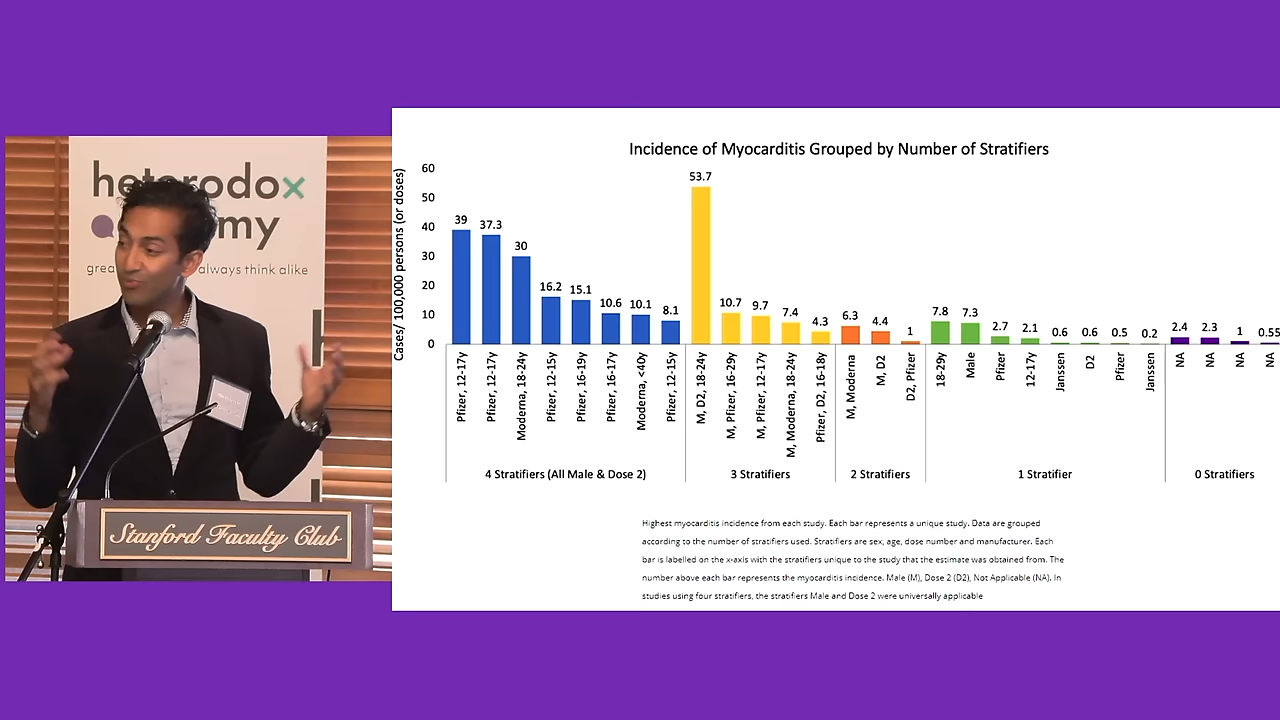 heterodox
my
grea always think alike
h
Stanford Faculty Club
Incidence of Myocarditis Grouped by Number of Stratifiers
Cases/ 100,000 persons (or doses)
60
50
40
30
20
10
0
39
37.3
30
16.2
15.1
10.6
10.1
8.1
53.7
10.7
9.7
7.4
4.3
6.3
4.4
1
7.8
7.3
2.7
2.1
0.6
0.6
0.5
0.2
2.4
2.3
1
0.55
Pfizer, 12-17y
Pfizer, 12-17y
Moderna, 18-24y
Pfizer, 12-15y
Pfizer, 16-19y
Pfizer, 16-17y
Moderna, <40y
Pfizer, 12-15y
M, D2, 18-24y
M, Pfizer, 16-29y
M, Pfizer, 12-17y
M, Moderna, 18-24y
Pfizer, D2, 16-18y
M, Moderna
M, D2
D2, Pfizer
18-29y
Male
Pfizer
12-17y
Janssen
D2
Pfizer
Janssen
NA
NA
NA
NA
4 Stratifiers (All Male & Dose 2)
3 Stratifiers
2 Stratifiers
1 Stratifier
0 Stratifiers
Highest myocarditis incidence from each study. Each bar represents a unique study. Data are grouped
according to the number of stratifiers used. Stratifiers are sex, age, dose number and manufacturer. Each
bar is labelled on the x-axis with the stratifiers unique to the study that the estimate was obtained from. The
number above each bar represents the myocarditis incidence. Male (M), Dose 2 (D2), Not Applicable (NA). In
studies using four stratifiers, the stratifiers Male and Dose 2 were universally applicable